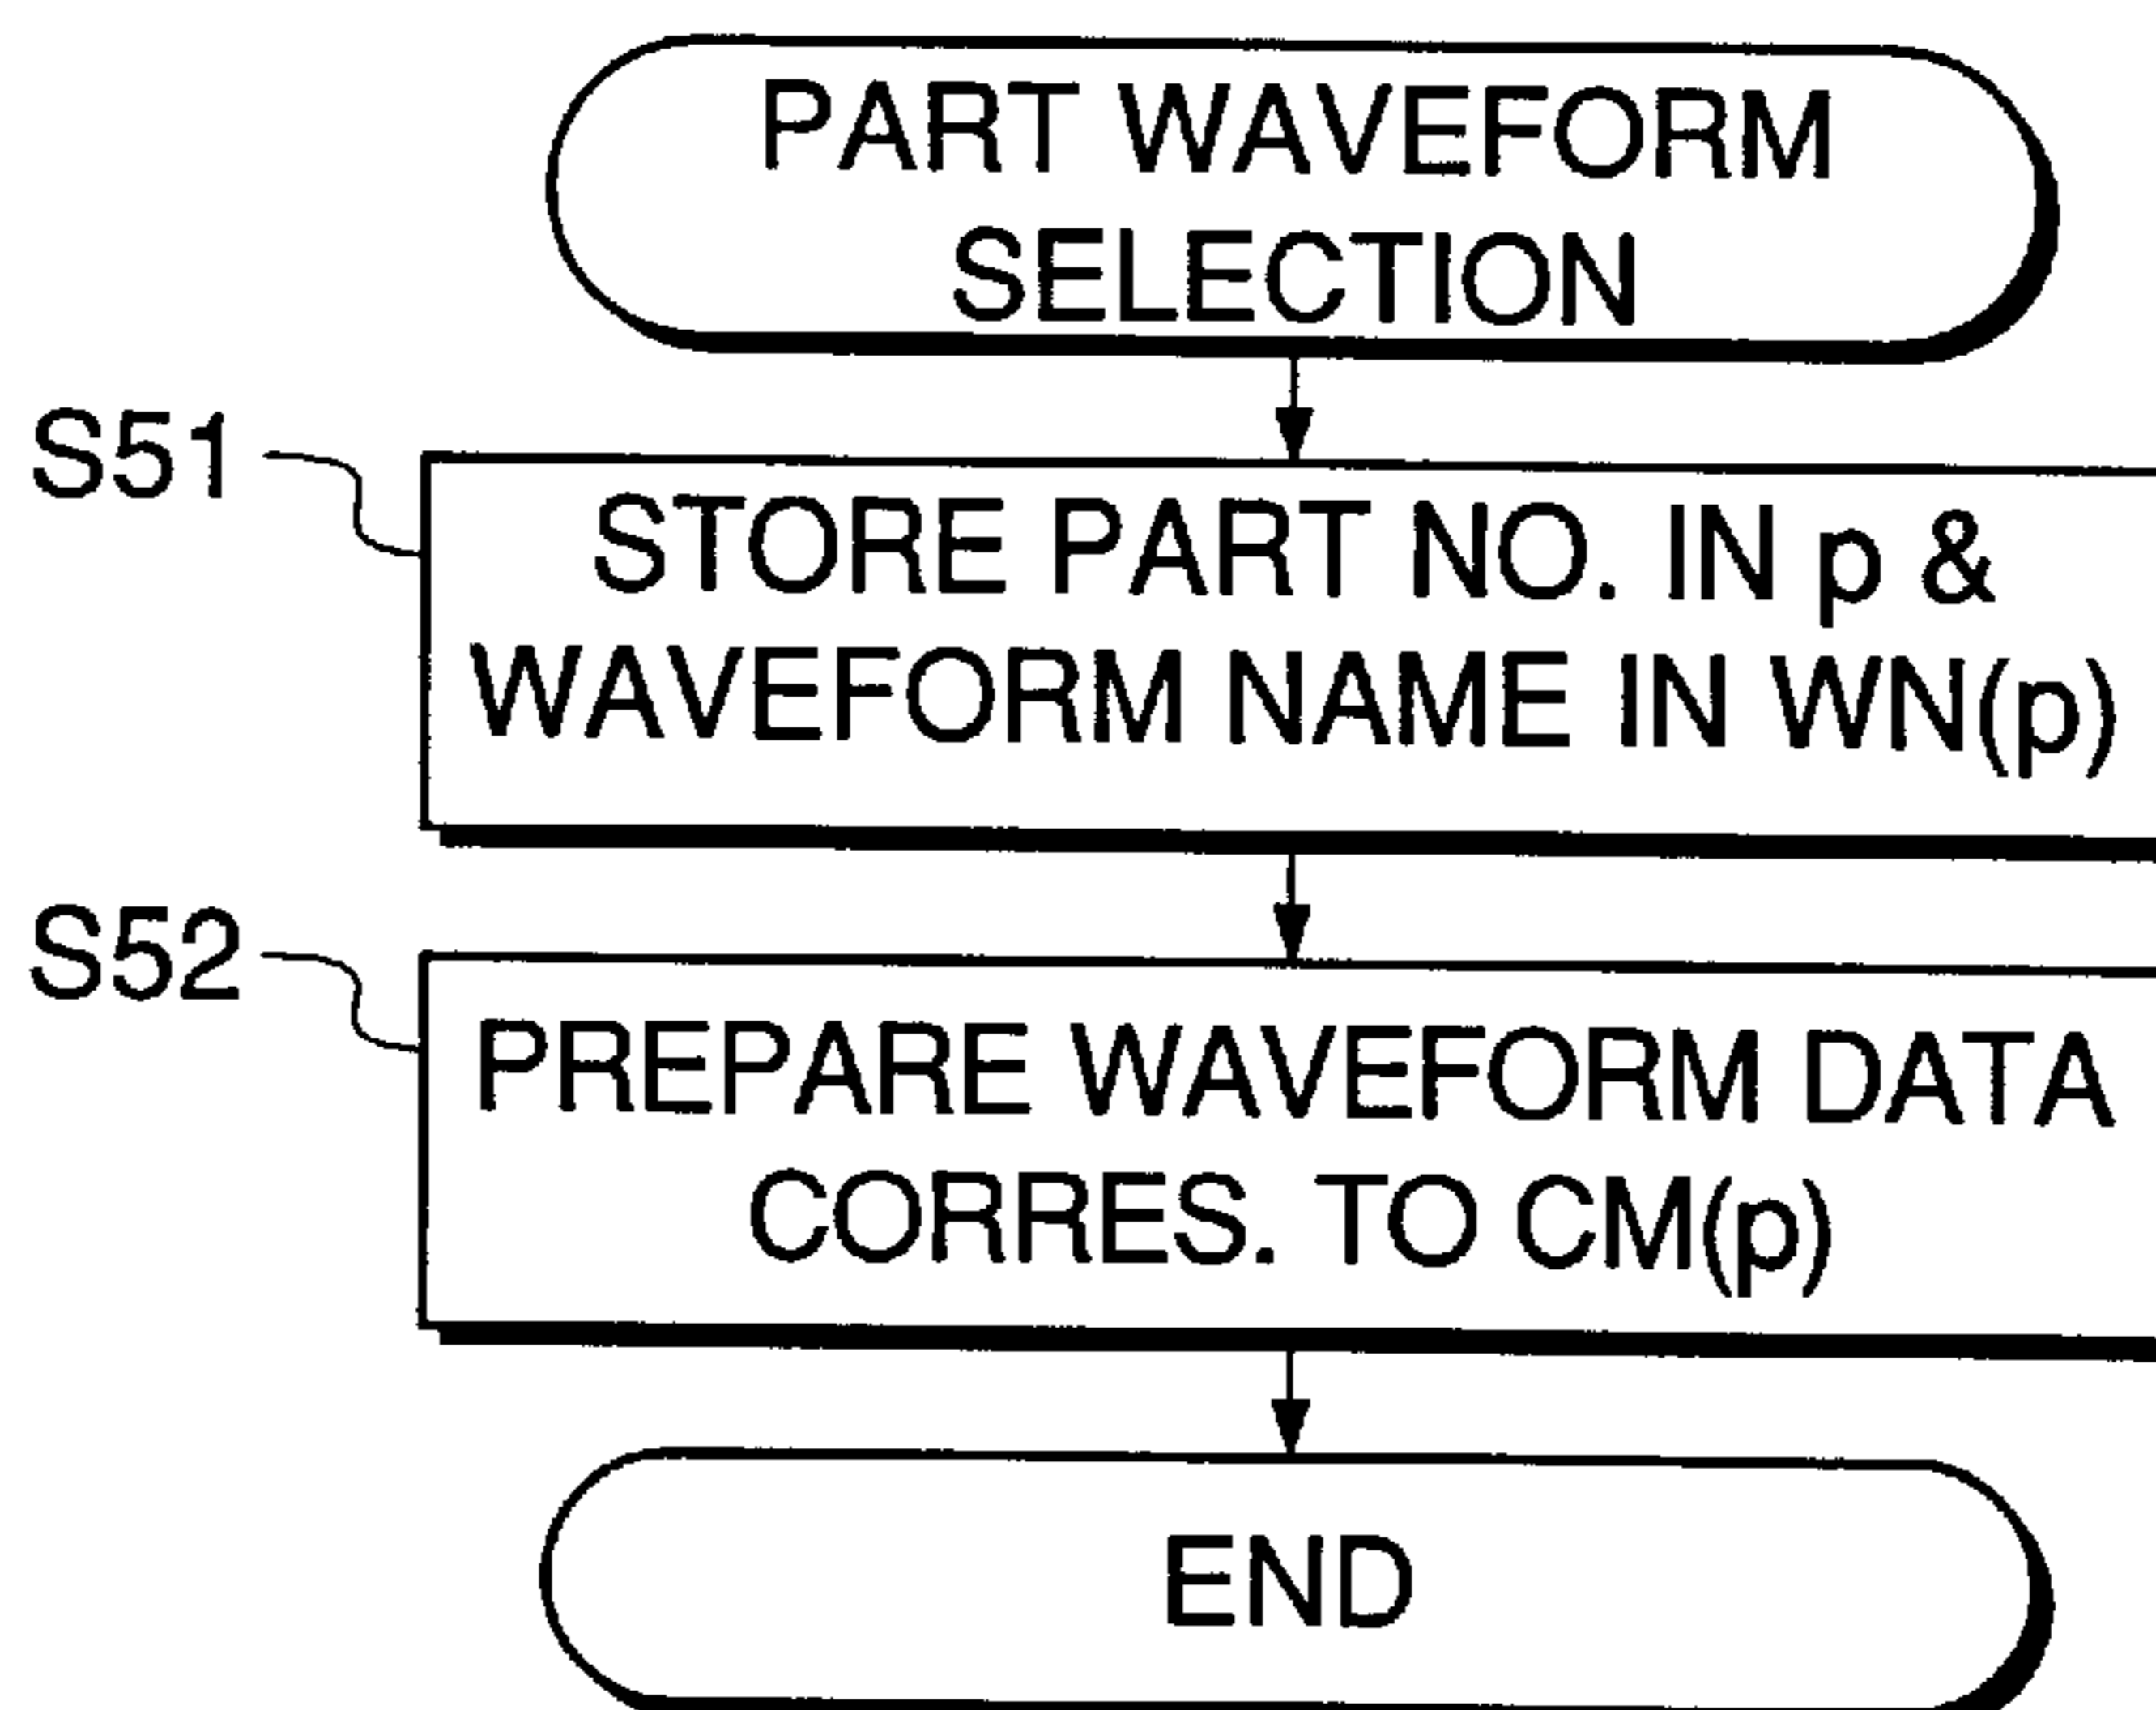 PART WAVEFORM
SELECTION
S51
STORE PART NO. IN p &
WAVEFORM NAME IN WN(p)
S52
PREPARE WAVEFORM DATA
CORRES. TO CM(p)
END